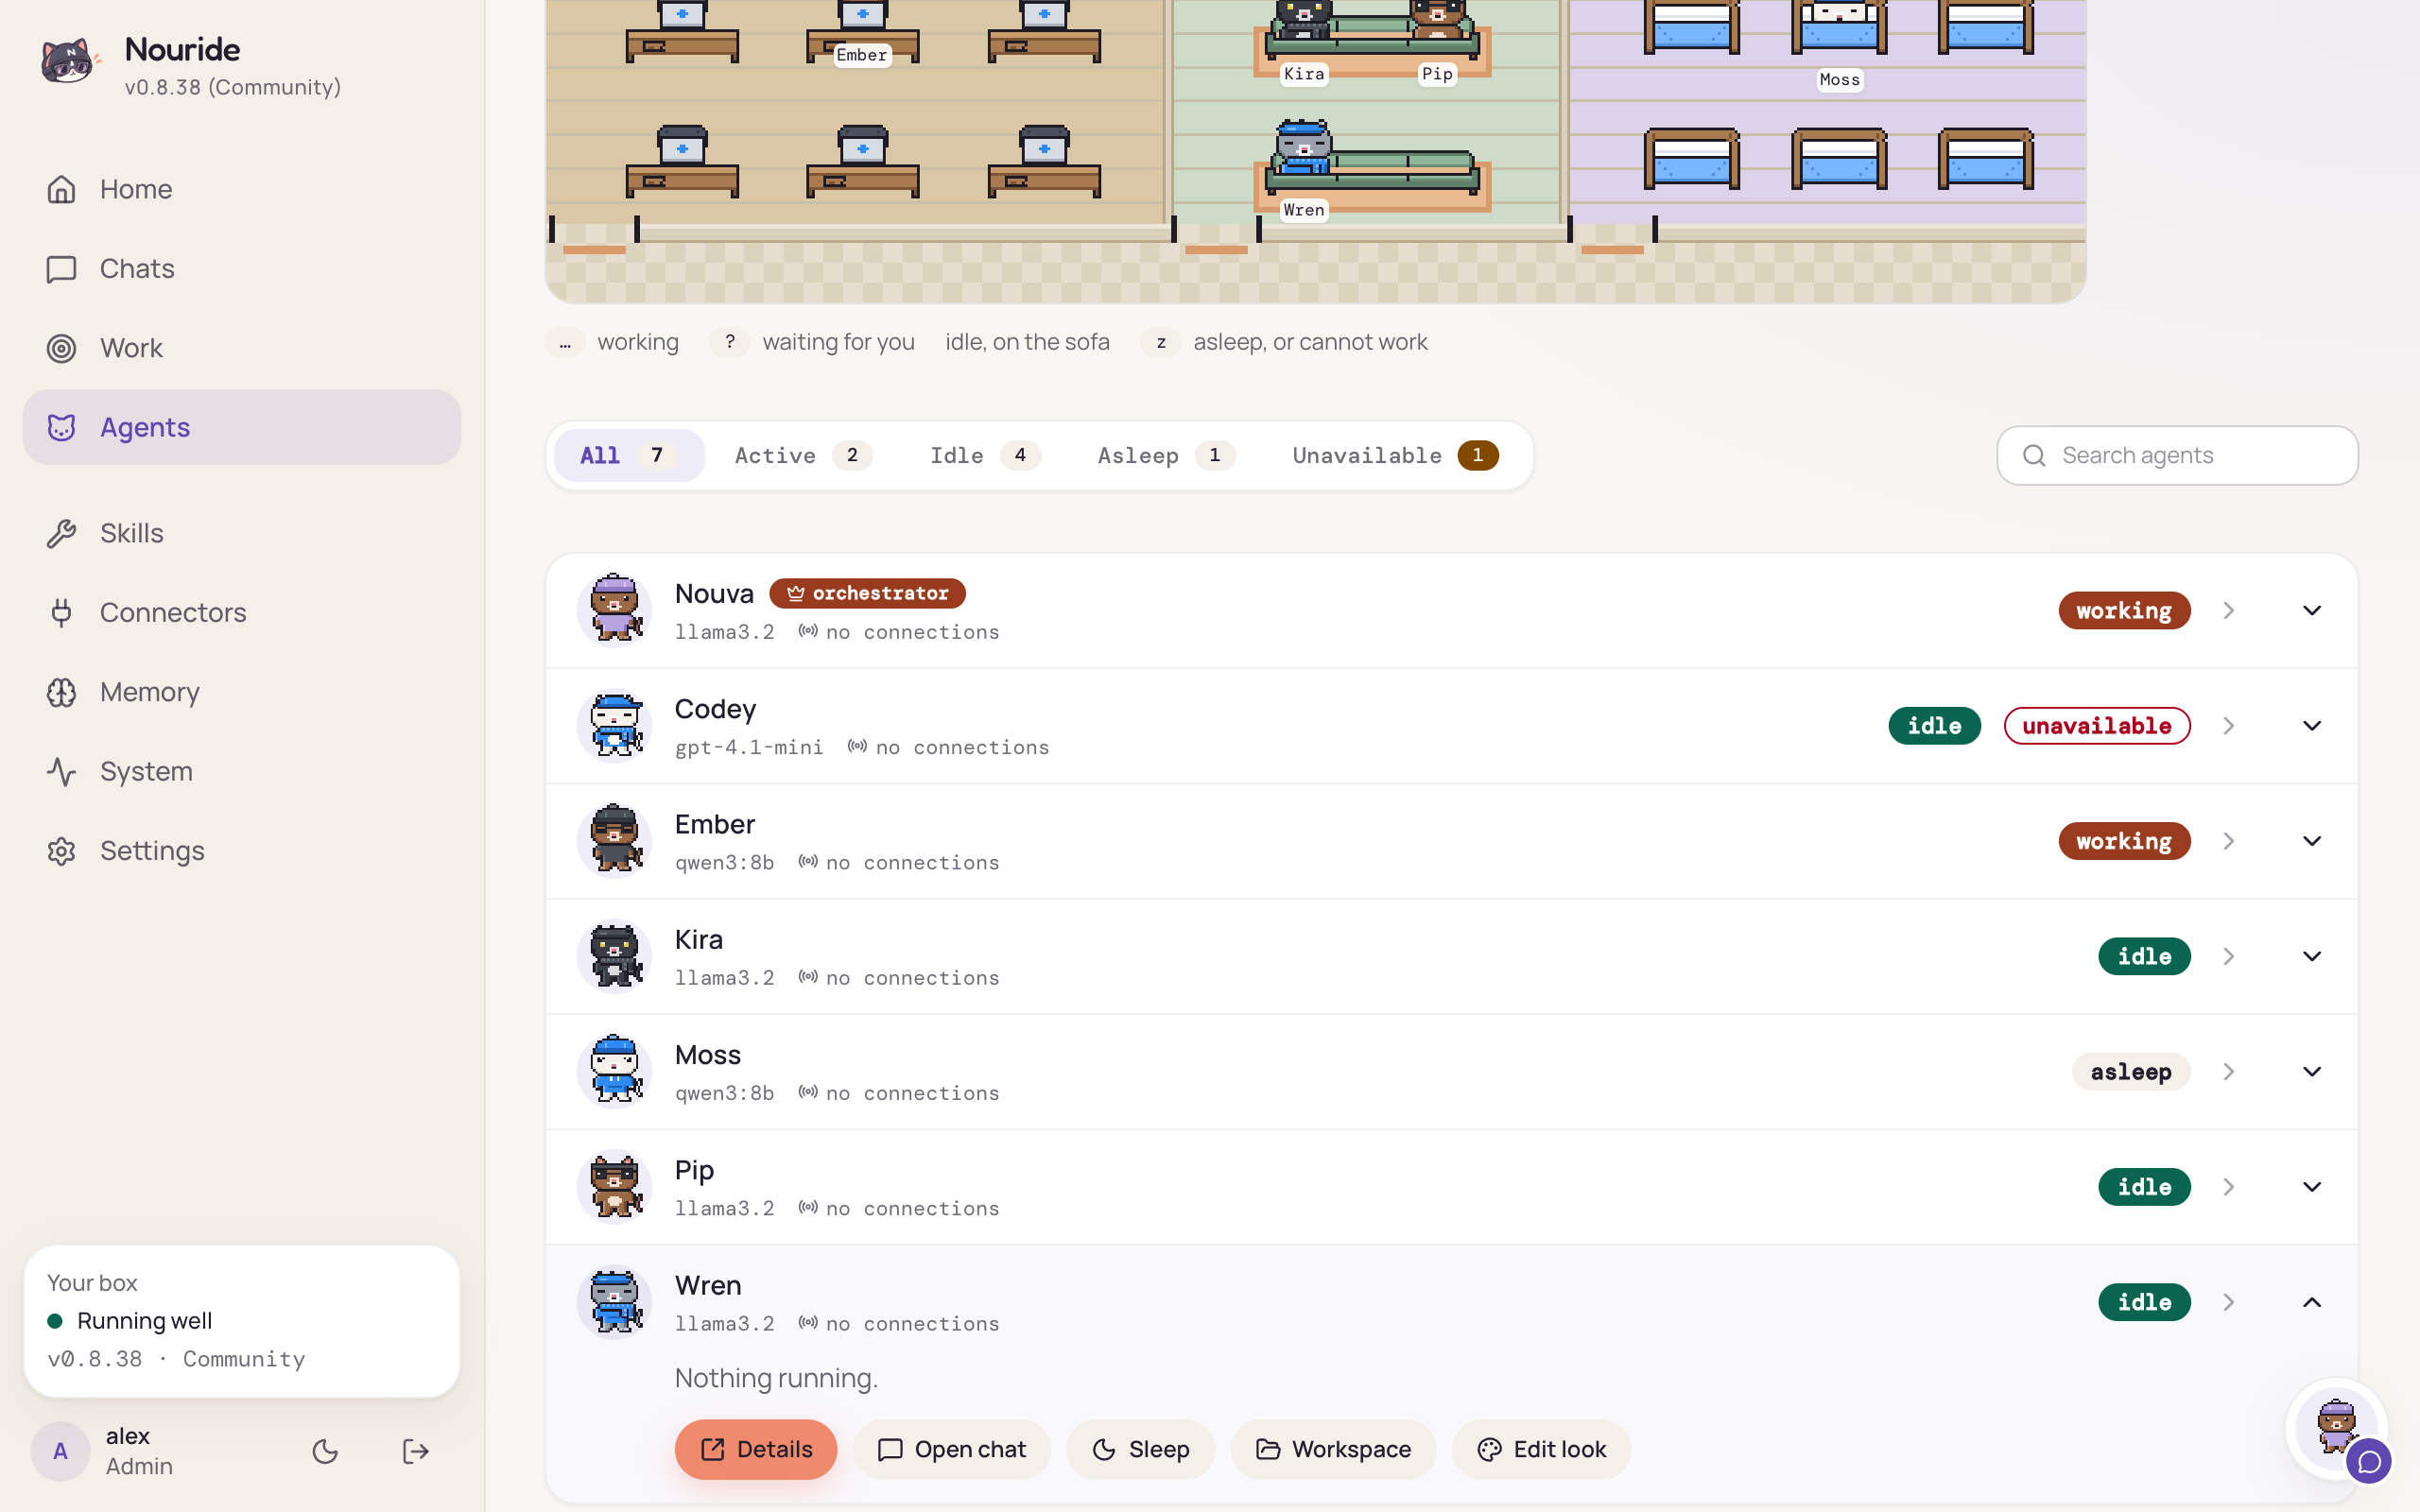 Nouride
v0.8.38 (Community)
Home
Chats
Work
Agents
Skills
Connectors
Memory
System
Settings
Your box
Running well
v0.8.38 · Community
A
alex
Admin
Ember
Kira
Pip
Moss
Wren
… working ? waiting for you idle, on the sofa z asleep, or cannot work
All 7 Active 2 Idle 4 Asleep 1 Unavailable 1
Search agents
Nouva orchestrator
llama3.2 no connections
working
Codey
gpt-4.1-mini no connections
idle unavailable
Ember
qwen3:8b no connections
working
Kira
llama3.2 no connections
idle
Moss
qwen3:8b no connections
asleep
Pip
llama3.2 no connections
idle
Wren
llama3.2 no connections
idle
Nothing running.
Details Open chat Sleep Workspace Edit look